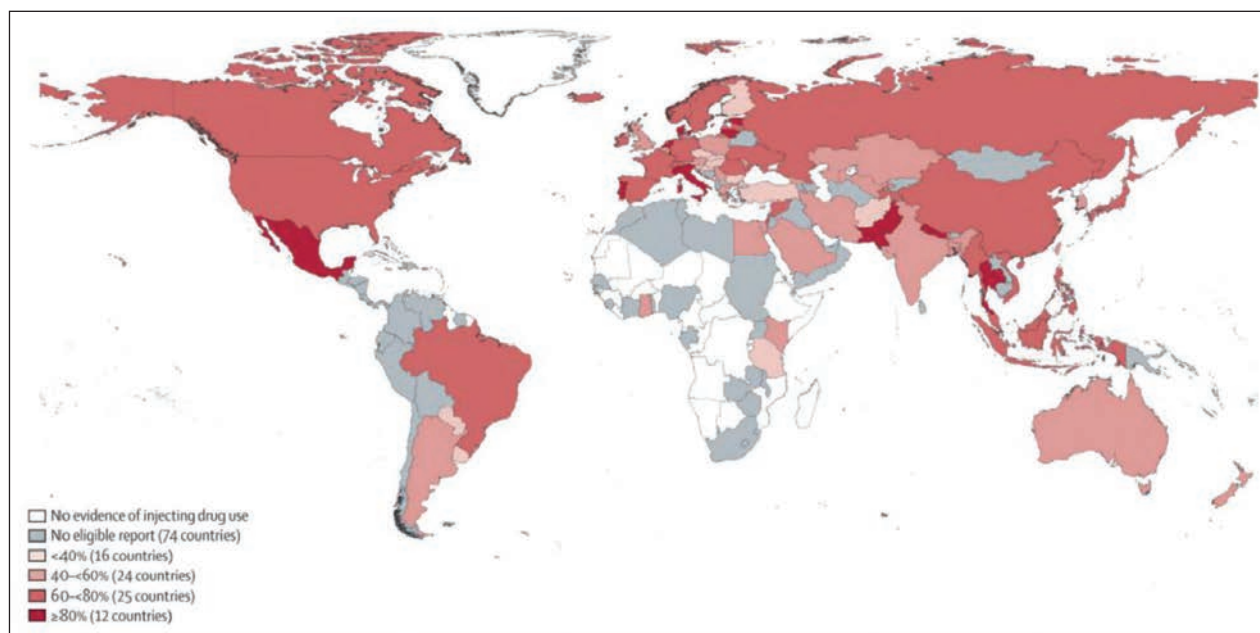 No evidence of injecting drug use
No eligible report (74 countries)
<40% (16 countries)
40–<60% (24 countries)
60–<80% (25 countries)
≥80% (12 countries)